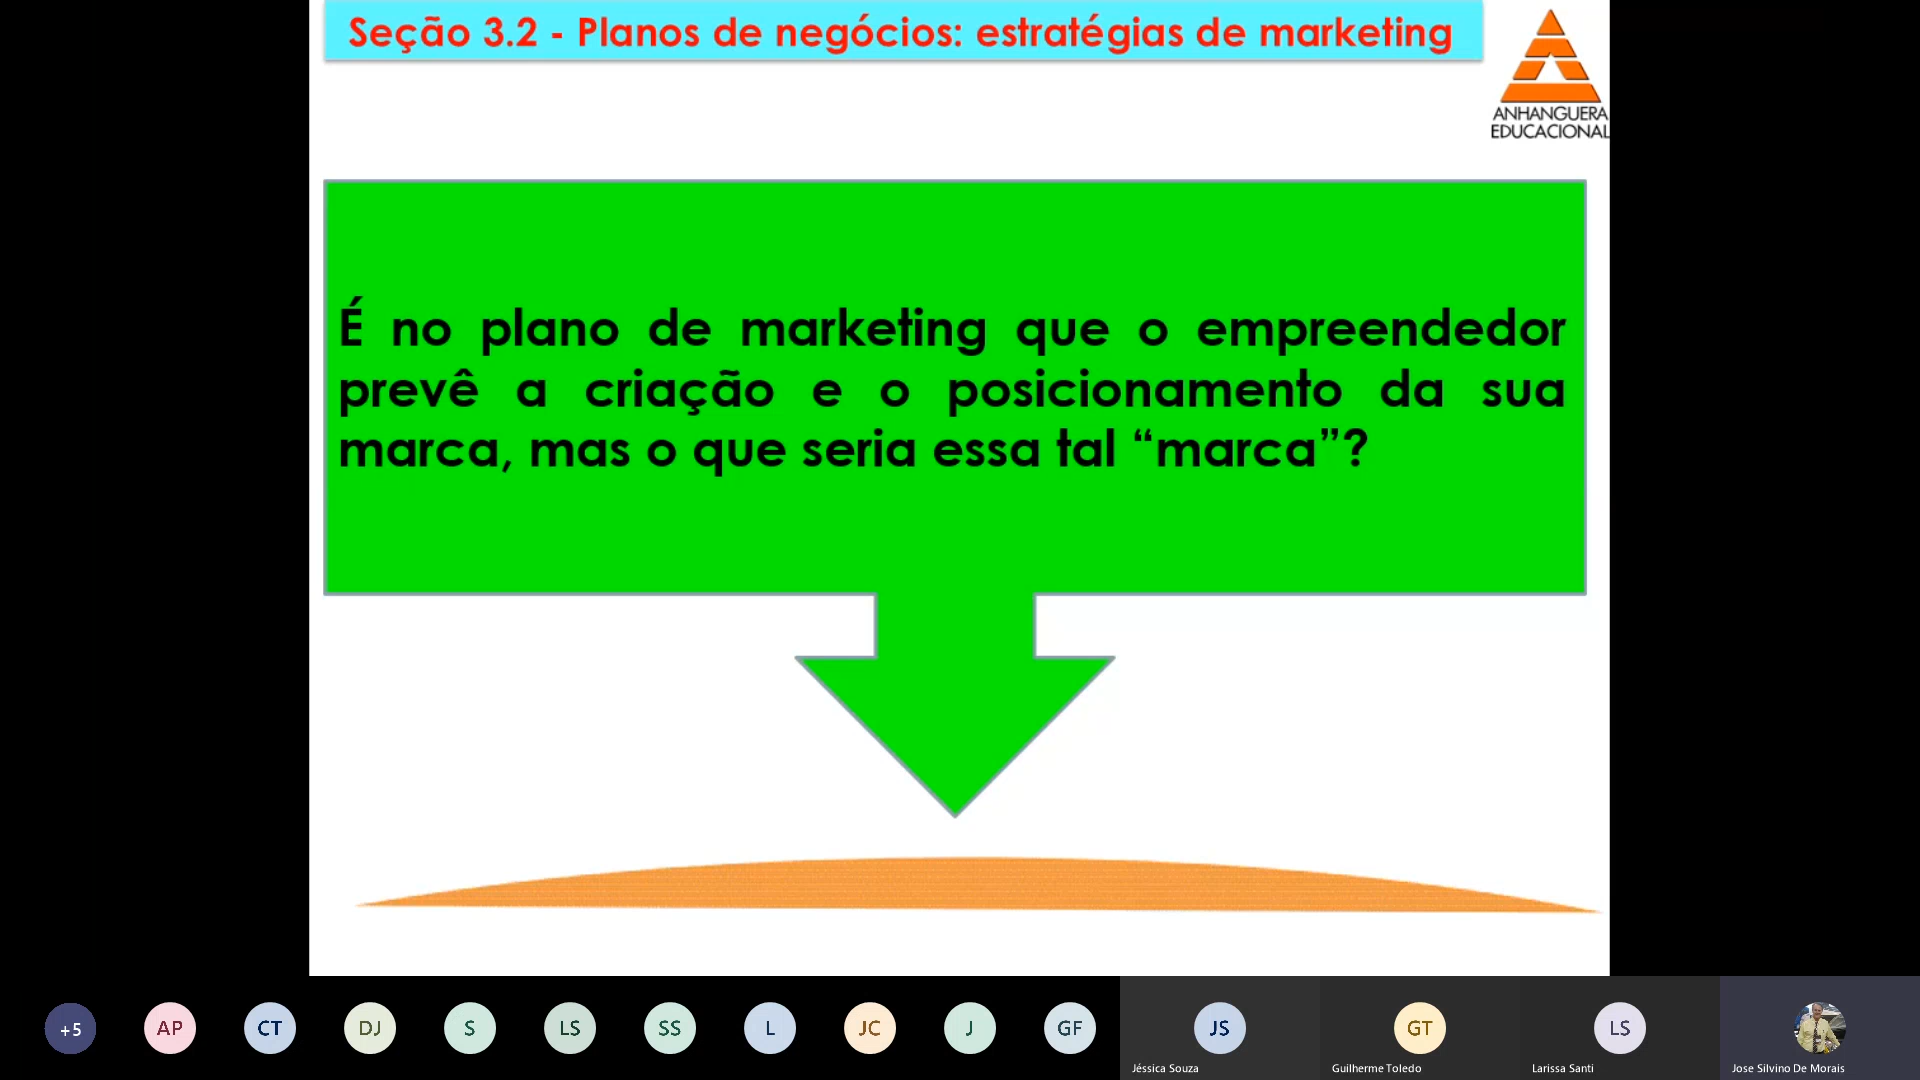 Seção 3.2 - Planos de negócios: estratégias de marketing
ANHANGUERA
EDUCACIONAL
É no plano de marketing que o empreendedor
prevê a criação e o posicionamento da sua
marca, mas o que seria essa tal “marca”?
+5
AP
CT
DJ
S
LS
SS
L
JC
J
GF
JS
GT
LS
Jéssica Souza
Guilherme Toledo
Larissa Santi
Jose Silvino De Morais